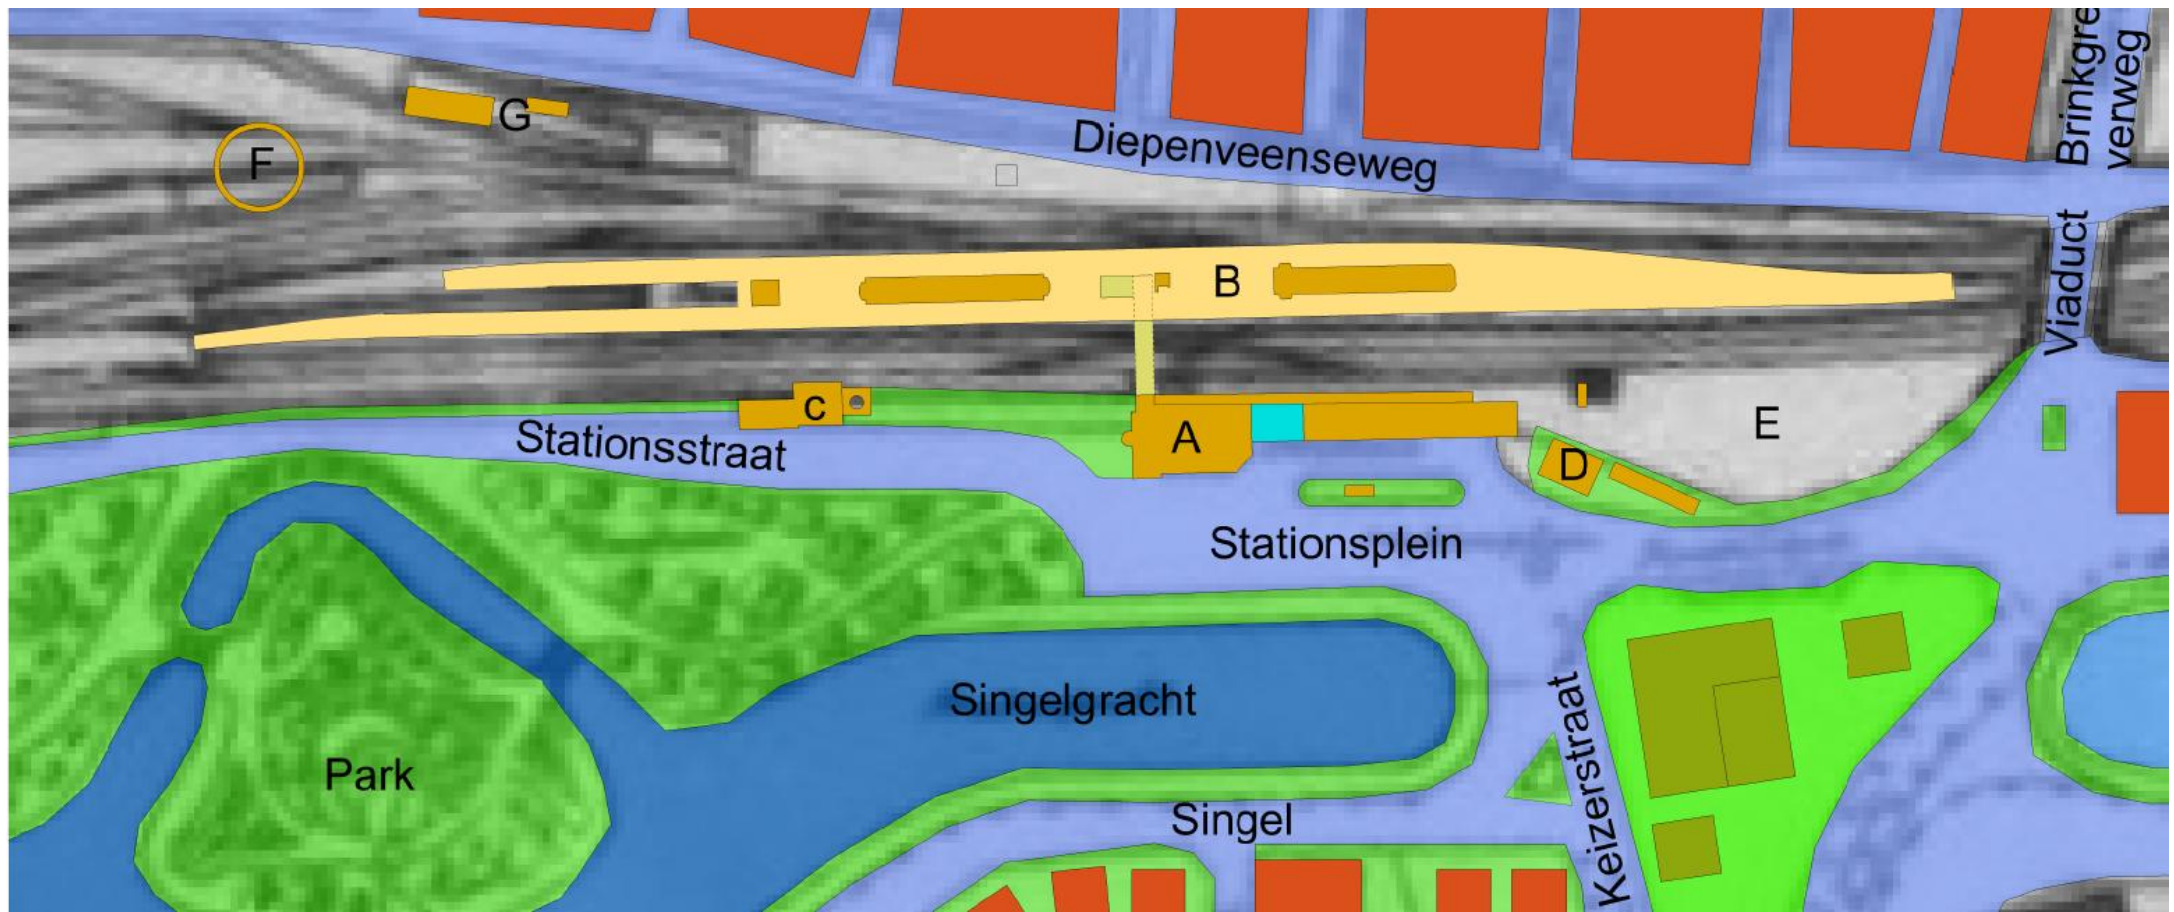 Brinkgre
verweg
G
F
Diepenveenseweg
Viaduct
B
c
A
E
Stationsstraat
D
Stationsplein
Singelgracht
Keizerstraat
Park
Singel